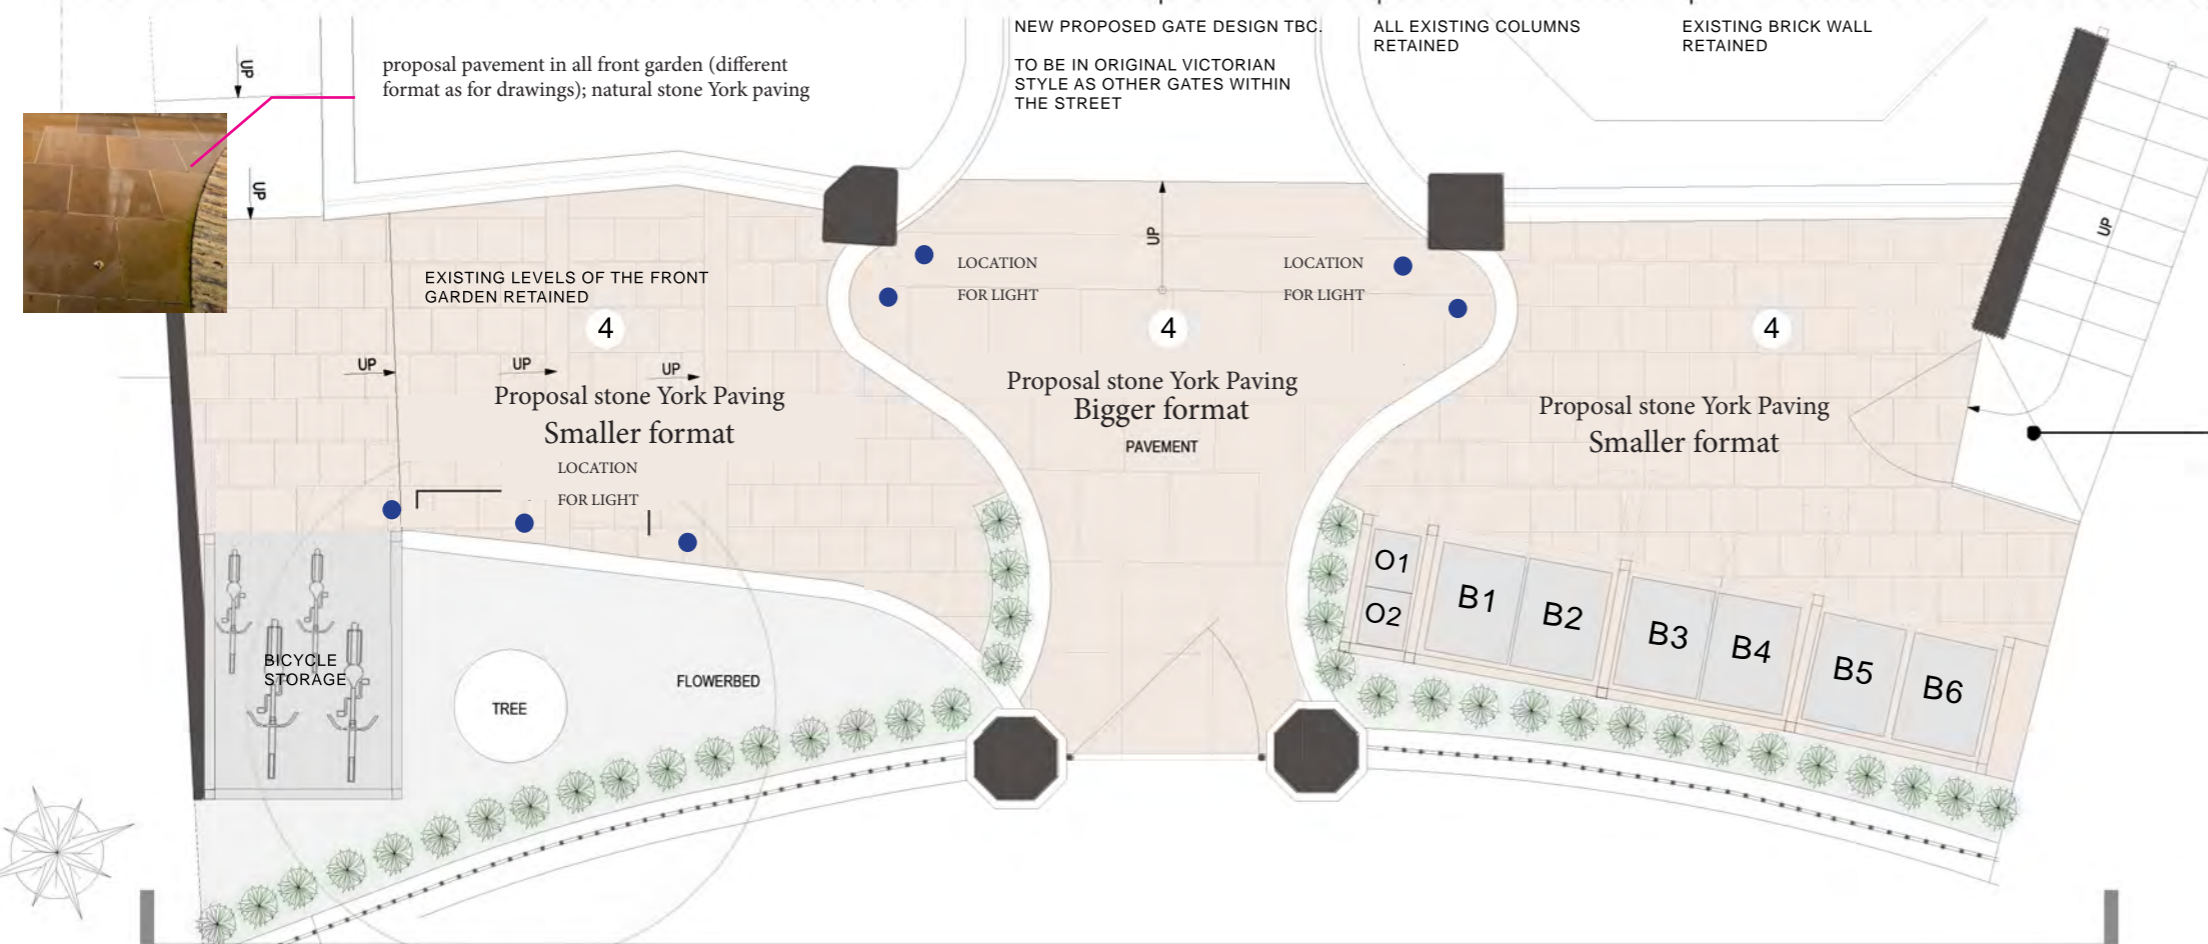 NEW PROPOSED GATE DESIGN TBC.
TO BE IN ORIGINAL VICTORIAN
STYLE AS OTHER GATES WITHIN
THE STREET
ALL EXISTING COLUMNS
RETAINED
EXISTING BRICK WALL
RETAINED
proposal pavement in all front garden (different
format as for drawings); natural stone York paving
UP
UP
UP
UP
EXISTING LEVELS OF THE FRONT
GARDEN RETAINED
LOCATION
FOR LIGHT
LOCATION
FOR LIGHT
4
4
4
UP
UP
UP
Proposal stone York Paving
Smaller format
LOCATION
FOR LIGHT
Proposal stone York Paving
Bigger format
PAVEMENT
Proposal stone York Paving
Smaller format
O1
O2
B1
B2
B3
B4
B5
B6
BICYCLE
STORAGE
TREE
FLOWERBED